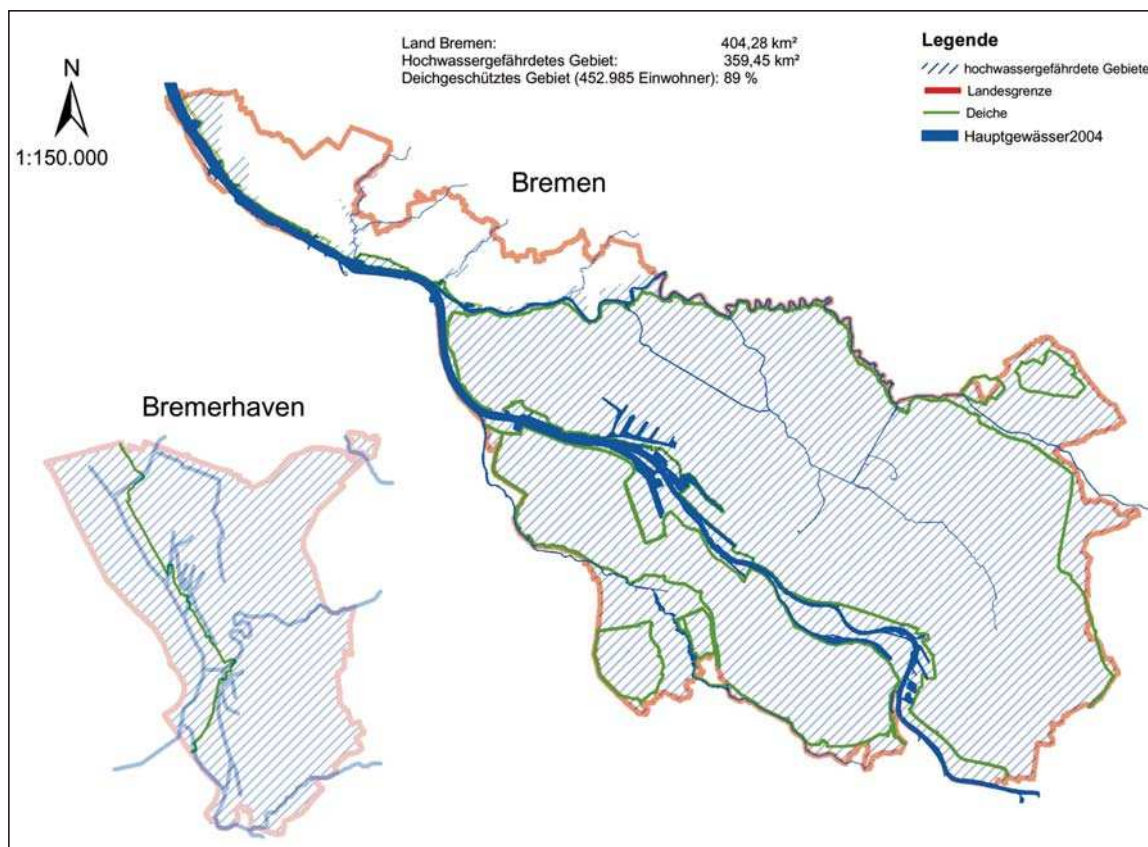 Land Bremen: 404,28 km²
Hochwassergefährdetes Gebiet: 359,45 km²
Deichgeschütztes Gebiet (452.985 Einwohner): 89 %
Legende
hochwassergefährdete Gebiete
Landesgrenze
Deiche
Hauptgewässer2004
N
1:150.000
Bremen
Bremerhaven